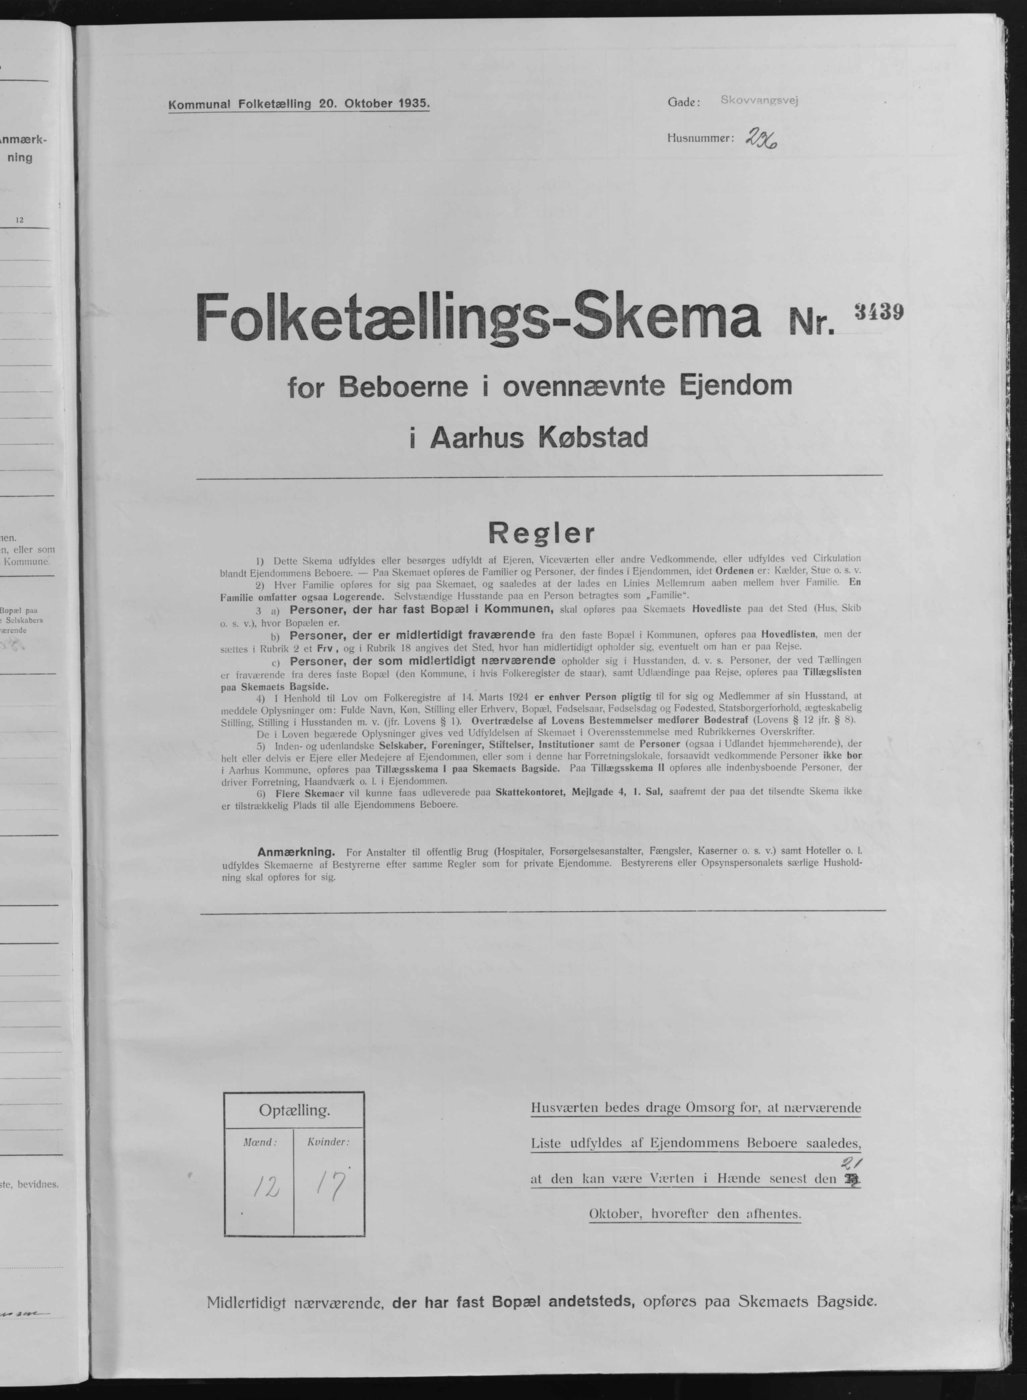 nmærk-
ning
12
nen.
n, eller som
Kommune.
Bopæl paa
e Selskabers
værende
ste, bevidnes.
Kommunal Folketælling 20. Oktober 1935.
Gade: Skovvangsvej
Husnummer:
Folketællings-Skema Nr. 3439
for Beboerne i ovennævnte Ejendom
i Aarhus Købstad
Regler
1) Dette Skema udfyldes eller besørges udfyldt af Ejeren, Viceværten eller andre Vedkommende, eller udfyldes ved Cirkulation
blandt Ejendommens Beboere. — Paa Skemaet opføres de Familier og Personer, der findes i Ejendommen, idet Ordenen er: Kælder, Stue o. s. v.
2) Hver Familie opføres for sig paa Skemaet, og saaledes at der lades en Linies Mellemrum aaben mellem hver Familie. En
Familie omfatter ogsaa Logerende. Selvstændige Husstande paa en Person betragtes som „Familie“.
3 a) Personer, der har fast Bopæl i Kommunen, skal opføres paa Skemaets Hovedliste paa det Sted (Hus, Skib
o. s. v.), hvor Bopælen er.
b) Personer, der er midlertidigt fraværende fra den faste Bopæl i Kommunen, opføres paa Hovedlisten, men der
sættes i Rubrik 2 et Frv, og i Rubrik 18 angives det Sted, hvor han midlertidigt opholder sig, eventuelt om han er paa Rejse.
c) Personer, der som midlertidigt nærværende opholder sig i Husstanden, d. v. s. Personer, der ved Tællingen
er fraværende fra deres faste Bopæl (den Kommune, i hvis Folkeregister de staar), samt Udlændinge paa Rejse, opføres paa Tillægslisten
paa Skemaets Bagside.
4) I Henhold til Lov om Folkeregistre af 14. Marts 1924 er enhver Person pligtig til for sig og Medlemmer af sin Husstand, at
meddele Oplysninger om: Fulde Navn, Køn, Stilling eller Erhverv, Bopæl, Fødselsaar, Fødselsdag og Fødested, Statsborgerforhold, ægteskabelig
Stilling, Stilling i Husstanden m. v. (jfr. Lovens § 1). Overtrædelse af Lovens Bestemmelser medfører Bødestraf (Lovens § 12 jfr. § 8).
De i Loven begærede Oplysninger gives ved Udfyldelsen af Skemaet i Overensstemmelse med Rubrikkernes Overskrifter.
5) Inden- og udenlandske Selskaber, Foreninger, Stiftelser, Institutioner samt de Personer (ogsaa i Udlandet hjemmehørende), der
helt eller delvis er Ejere eller Medejere af Ejendommen, eller som i denne har Forretningslokale, forsaavidt vedkommende Personer ikke bor
i Aarhus Kommune, opføres paa Tillægsskema I paa Skemaets Bagside. Paa Tillægsskema II opføres alle indenbysboende Personer, der
driver Forretning, Haandværk o. l. i Ejendommen.
6) Flere Skemaer vil kunne faas udleverede paa Skattekontoret, Mejlgade 4, 1. Sal, saafremt der paa det tilsendte Skema ikke
er tilstrækkelig Plads til alle Ejendommens Beboere.
Anmærkning. For Anstalter til offentlig Brug (Hospitaler, Forsørgelsesanstalter, Fængsler, Kaserner o. s. v.) samt Hoteller o. l.
udfyldes Skemaerne af Bestyrerne efter samme Regler som for private Ejendomme. Bestyrerens eller Opsynspersonalets særlige Hushold-
ning skal opføres for sig.
Optælling.
Mænd: Kvinder:
12 17
Husværten bedes drage Omsorg for, at nærværende
Liste udfyldes af Ejendommens Beboere saaledes,
at den kan være Værten i Hænde senest den 21
Oktober, hvorefter den afhentes.
Midlertidigt nærværende, der har fast Bopæl andetsteds, opføres paa Skemaets Bagside.